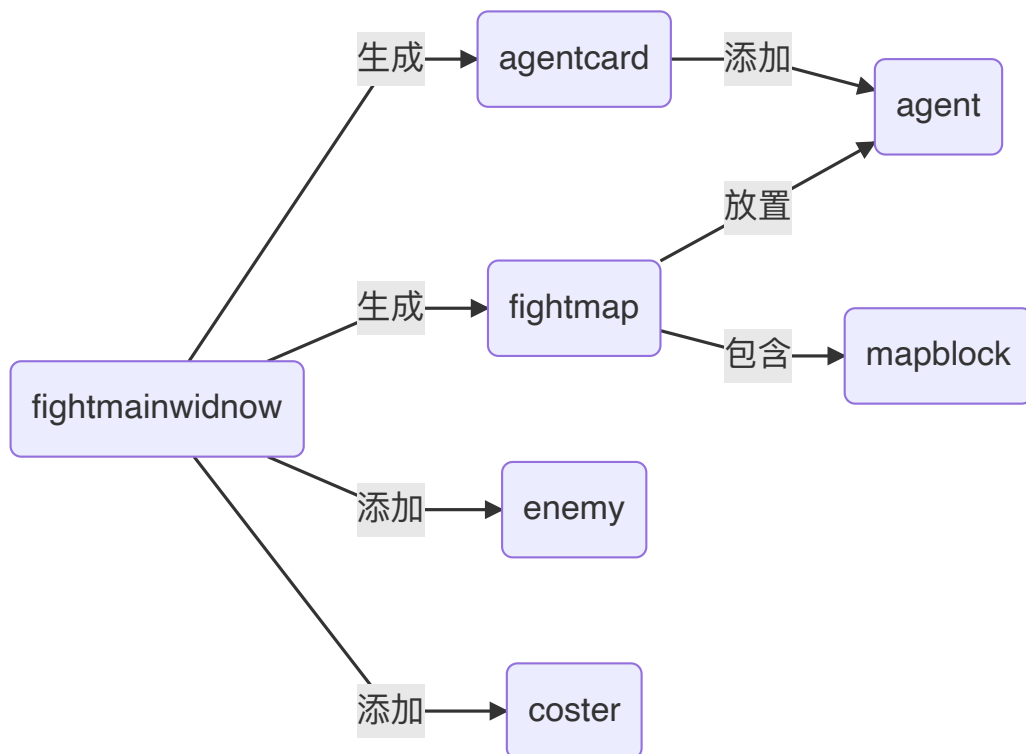 生成
agentcard
添加
agent
放置
生成
fightmap
包含
mapblock
fightmainwidnow
添加
enemy
添加
coster